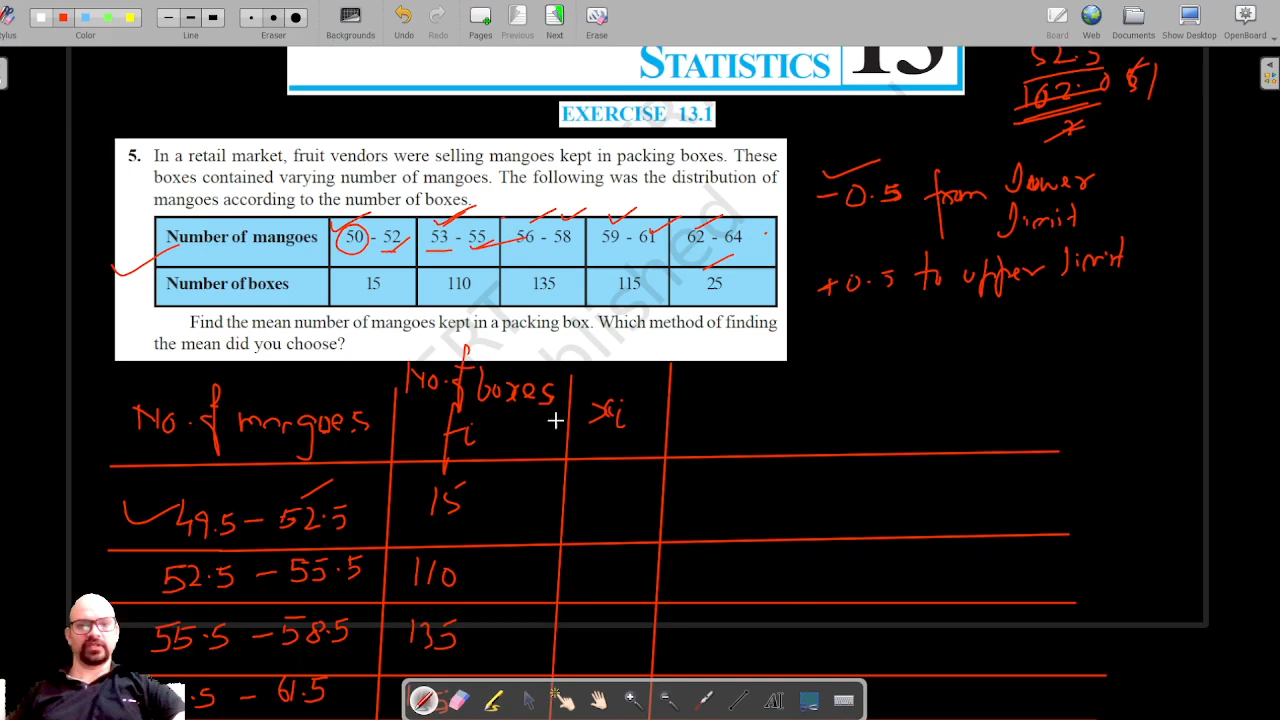 Stylus
Color
Line
Eraser
Backgrounds
Undo
Redo
Pages
Previous
Next
Erase
Board
Web
Documents
Show Desktop
OpenBoard
STATISTICS
EXERCISE 13.1
5. In a retail market, fruit vendors were selling mangoes kept in packing boxes. These
boxes contained varying number of mangoes. The following was the distribution of
mangoes according to the number of boxes.
Number of mangoes 50 - 52 53 - 55 56 - 58 59 - 61 62 - 64
Number of boxes 15 110 135 115 25
Find the mean number of mangoes kept in a packing box. Which method of finding
the mean did you choose?
-0.5 from lower
limit
+0.5 to upper limit
No. of mangoes No. of boxes fi xi
49.5 - 52.5 15
52.5 - 55.5 110
55.5 - 58.5 135
.5 - 61.5